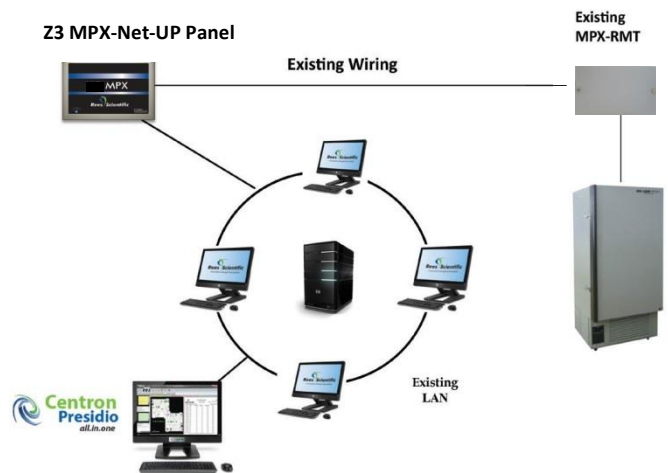 Existing
MPX-RMT
Z3 MPX-Net-UP Panel
Existing Wiring
MPX
Rees Scientific
Rees Scientific
Rees Scientific
Rees Scientific
Rees Scientific
Existing
LAN
Centron
Presidio
all.in.one